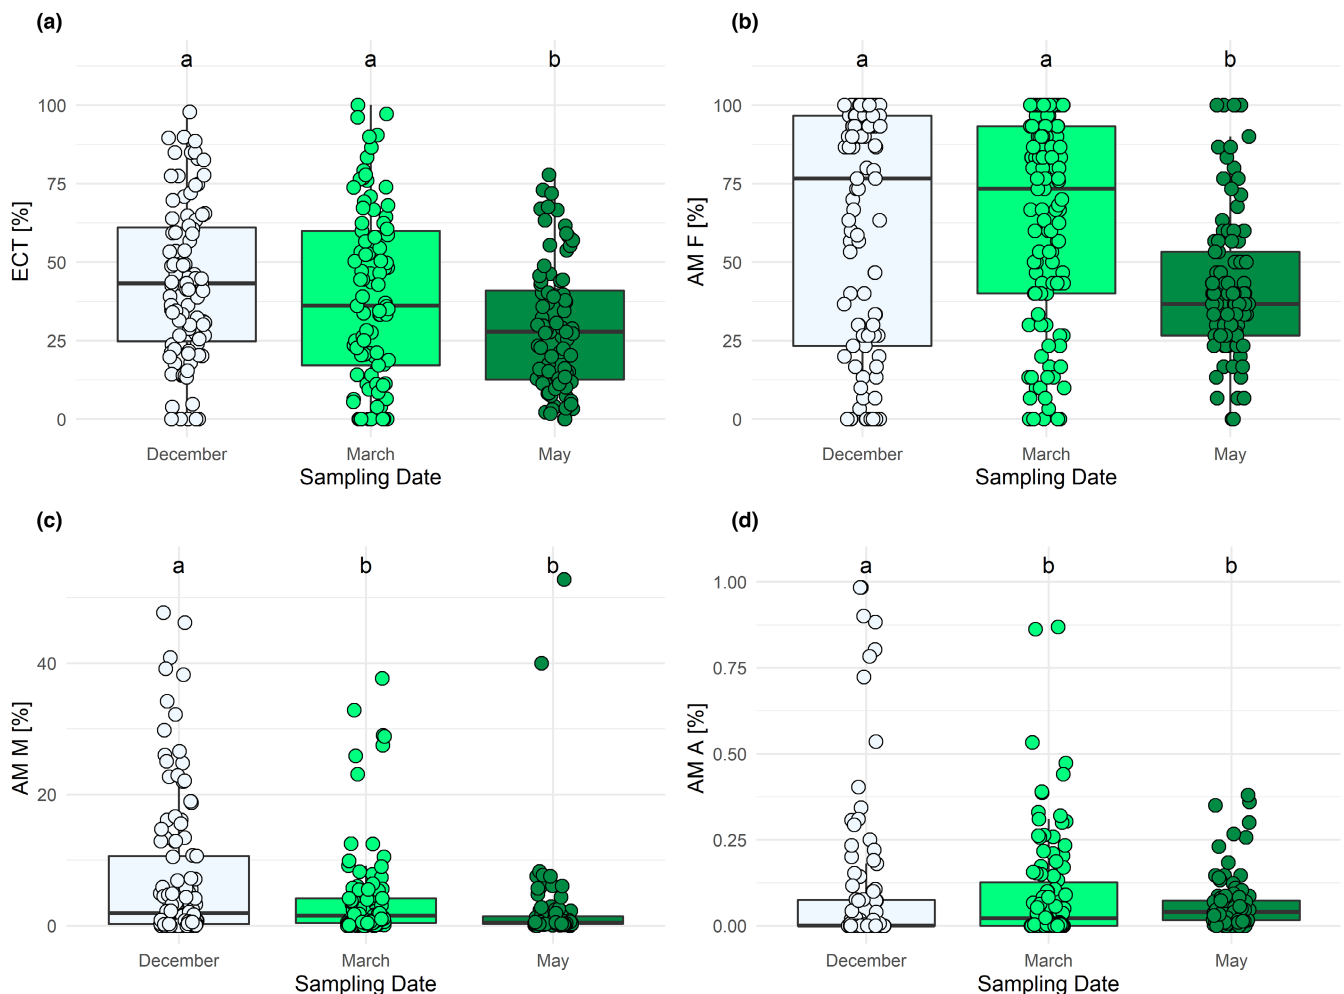 (a)
a a b
100
75
50
25
0
ECT [%]
December March May
Sampling Date
(b)
a a b
100
75
50
25
0
AM F [%]
December March May
Sampling Date
(c)
a b b
40
20
0
AM M [%]
December March May
Sampling Date
(d)
a b b
1.00
0.75
0.50
0.25
0.00
AM A [%]
December March May
Sampling Date